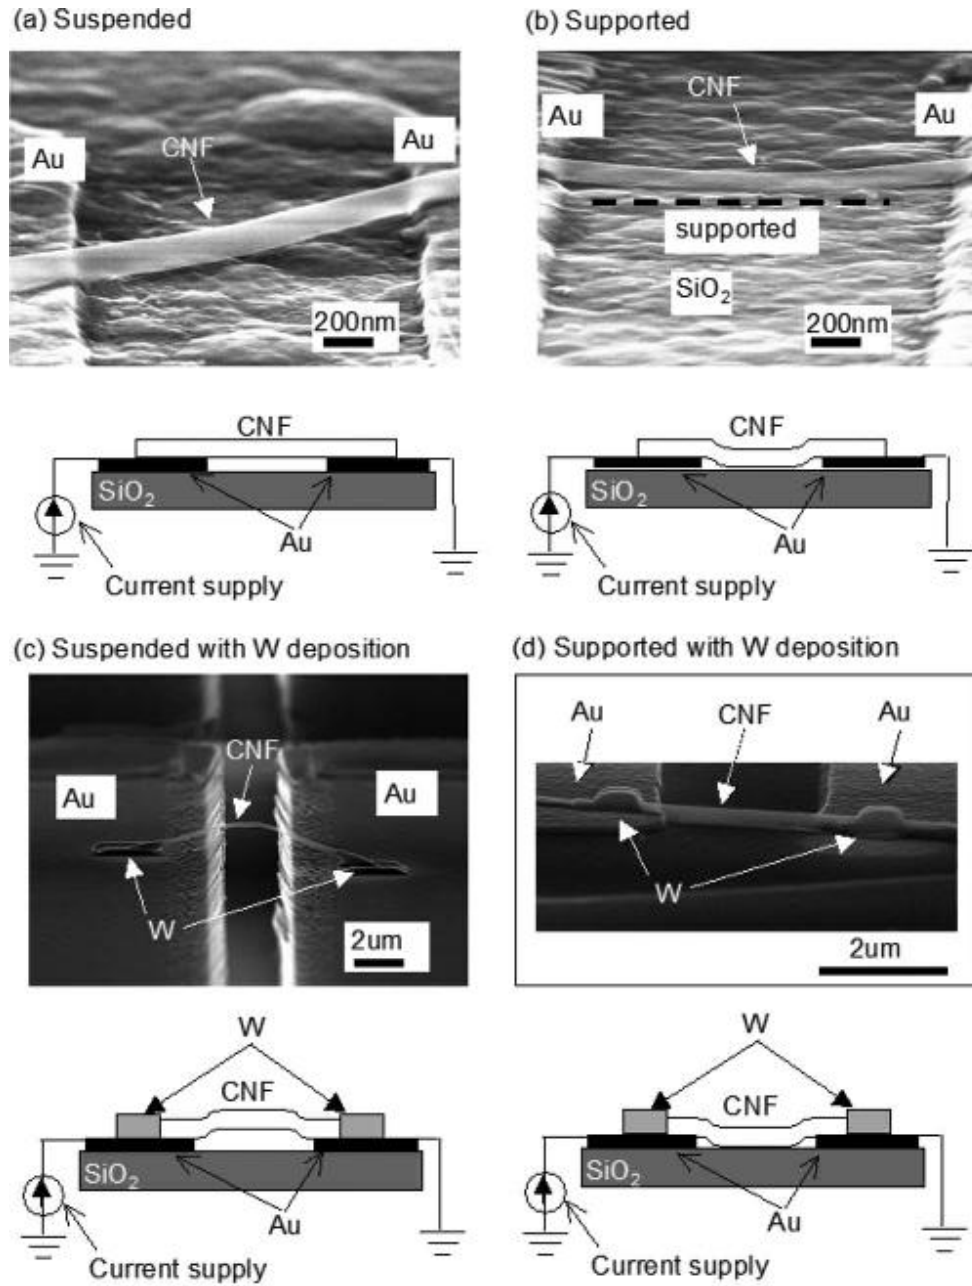 (a) Suspended
(b) Supported
Au
CNF
Au
200nm
Au
CNF
Au
supported
SiO₂
200nm
CNF
SiO₂
Au
Current supply
CNF
SiO₂
Au
Current supply
(c) Suspended with W deposition
(d) Supported with W deposition
CNF
Au
Au
W
2um
Au
CNF
Au
W
2um
W
CNF
SiO₂
Au
Current supply
W
CNF
SiO₂
Au
Current supply